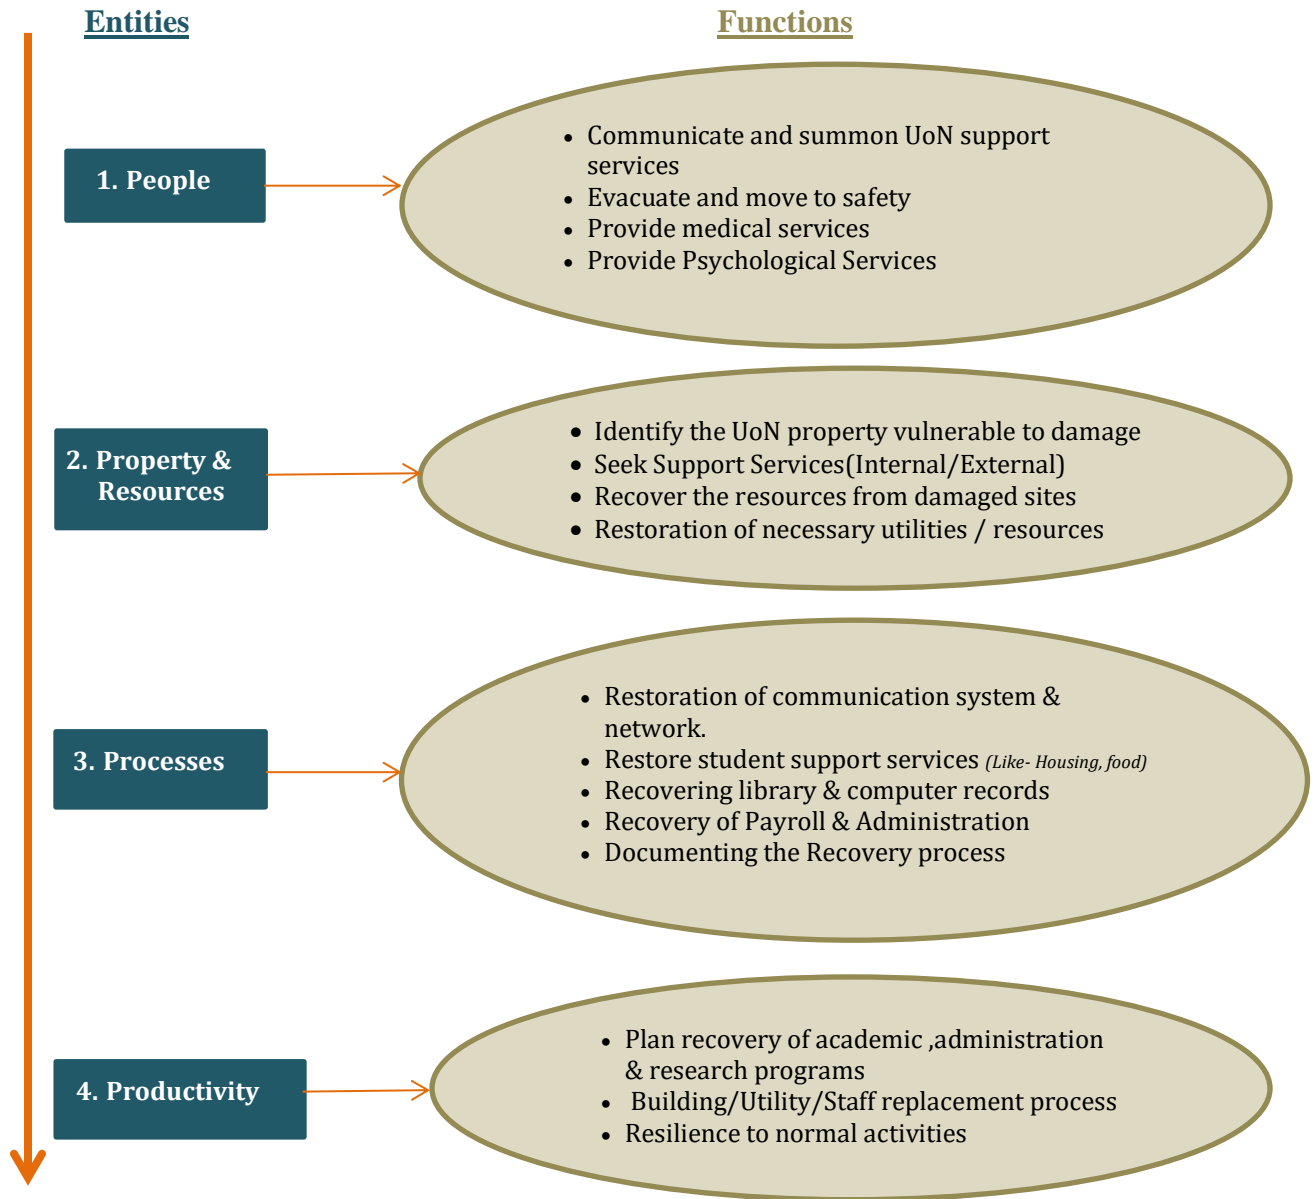 Entities
Functions
1. People
• Communicate and summon UoN support
services
• Evacuate and move to safety
• Provide medical services
• Provide Psychological Services
2. Property &
Resources
• Identify the UoN property vulnerable to damage
• Seek Support Services(Internal/External)
• Recover the resources from damaged sites
• Restoration of necessary utilities / resources
3. Processes
• Restoration of communication system &
network.
• Restore student support services (Like- Housing, food)
• Recovering library & computer records
• Recovery of Payroll & Administration
• Documenting the Recovery process
4. Productivity
• Plan recovery of academic ,administration
& research programs
• Building/Utility/Staff replacement process
• Resilience to normal activities